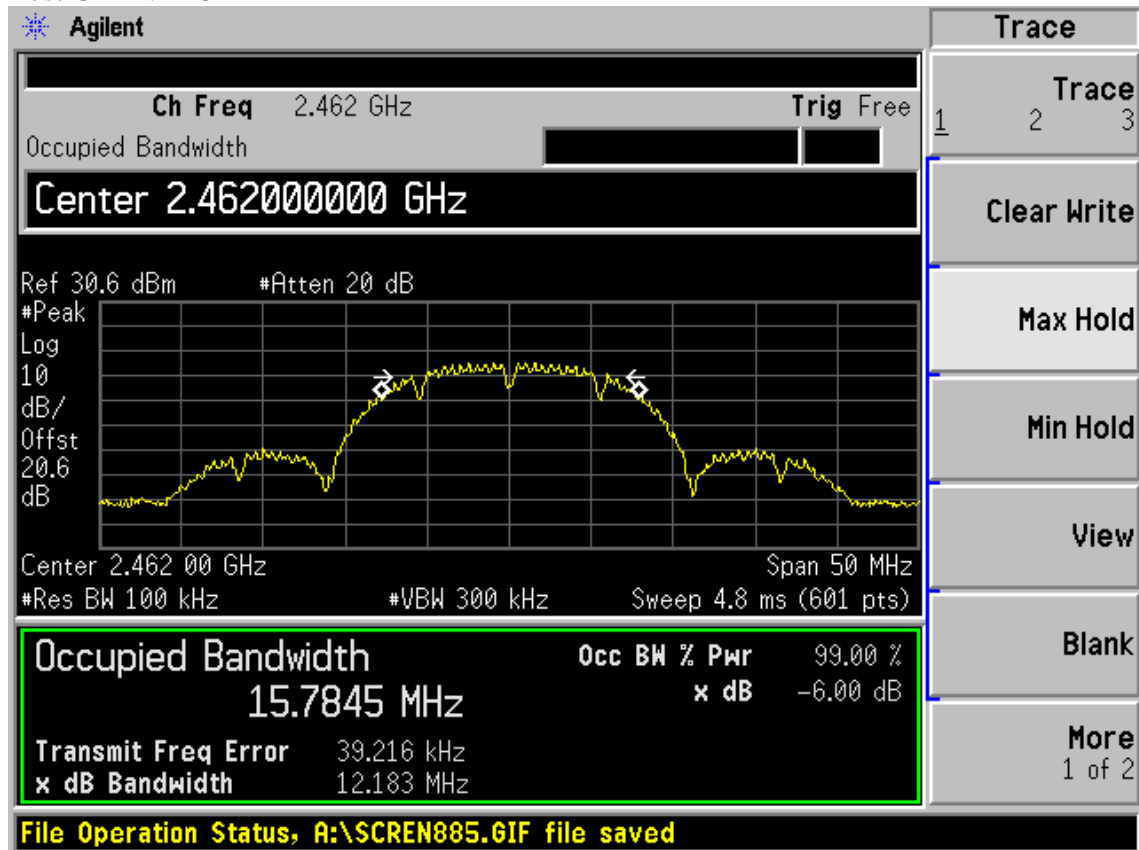 Agilent
Trace
Ch Freq 2.462 GHz
Trig Free
Occupied Bandwidth
Center 2.462000000 GHz
Ref 30.6 dBm #Atten 20 dB
#Peak
Log
10
dB/
Offst
20.6
dB
Center 2.462 00 GHz
Span 50 MHz
#Res BW 100 kHz
#VBW 300 kHz
Sweep 4.8 ms (601 pts)
Occupied Bandwidth
15.7845 MHz
Occ BW % Pwr 99.00 %
x dB -6.00 dB
Transmit Freq Error 39.216 kHz
x dB Bandwidth 12.183 MHz
File Operation Status, A:\SCREN885.GIF file saved
Trace
1 2 3
Clear Write
Max Hold
Min Hold
View
Blank
More
1 of 2